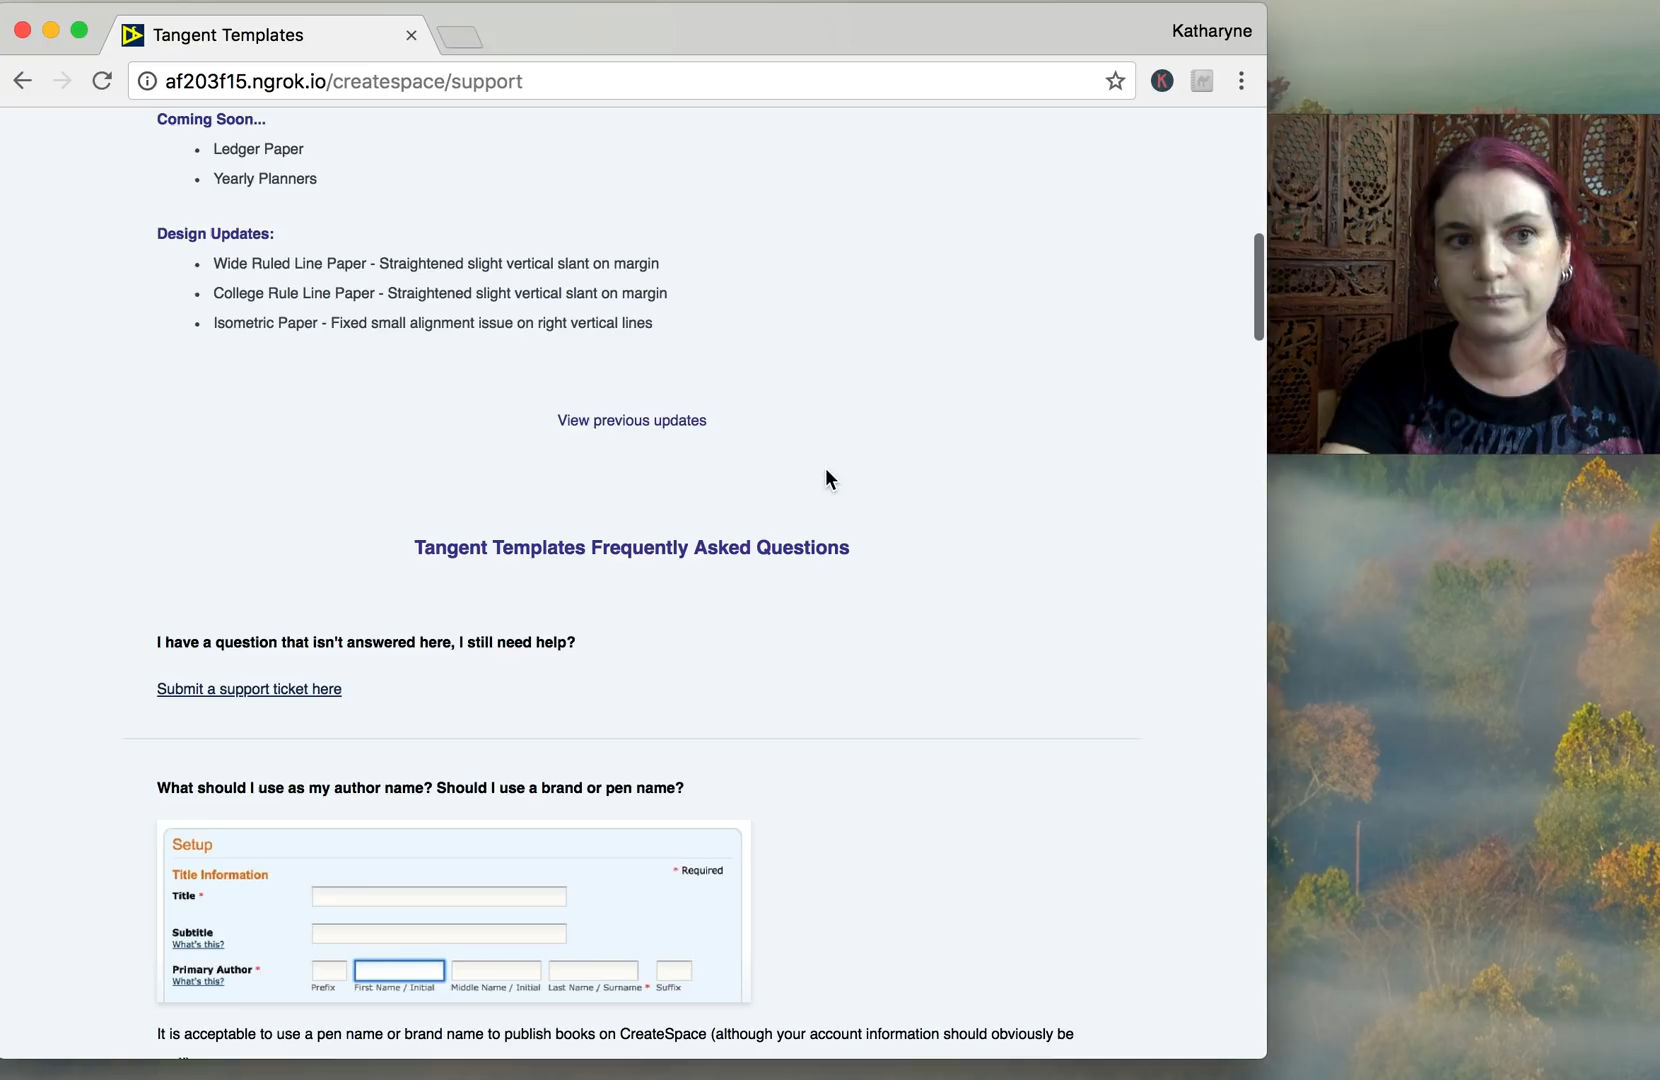 Tangent Templates
Katharyne
af203f15.ngrok.io/createspace/support
K
Coming Soon...
Ledger Paper
Yearly Planners
Design Updates:
Wide Ruled Line Paper - Straightened slight vertical slant on margin
College Rule Line Paper - Straightened slight vertical slant on margin
Isometric Paper - Fixed small alignment issue on right vertical lines
View previous updates
Tangent Templates Frequently Asked Questions
I have a question that isn't answered here, I still need help?
Submit a support ticket here
What should I use as my author name? Should I use a brand or pen name?
Setup
Title Information
* Required
Title *
Subtitle
What's this?
Primary Author *
What's this?
Prefix First Name / Initial Middle Name / Initial Last Name / Surname * Suffix
It is acceptable to use a pen name or brand name to publish books on CreateSpace (although your account information should obviously be